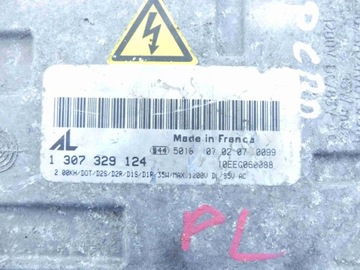 AL
Made in France
1 307 329 124
5016 07 02 07 0099
10EEG060088
2 00KH/DOT/D2S/D2R/D1S/D1R/35W/MAX.1200V DL/85V AC
PL